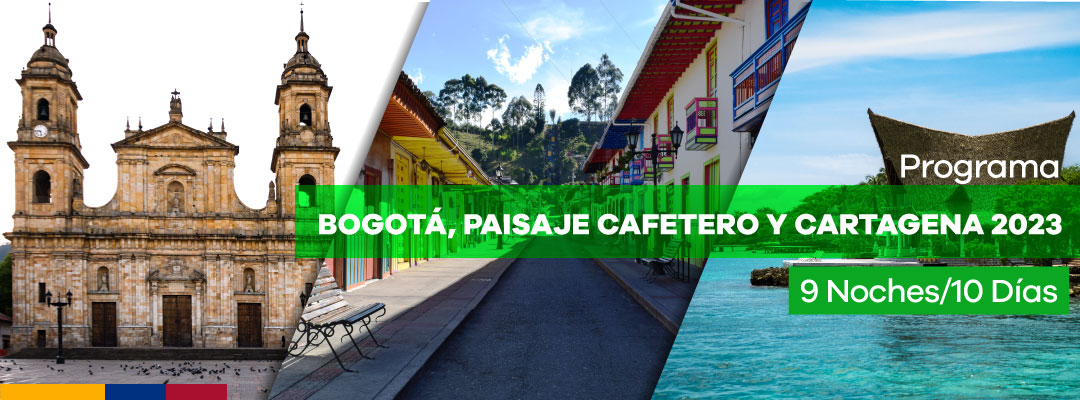 Programa
BOGOTÁ, PAISAJE CAFETERO Y CARTAGENA 2023
9 Noches/10 Días